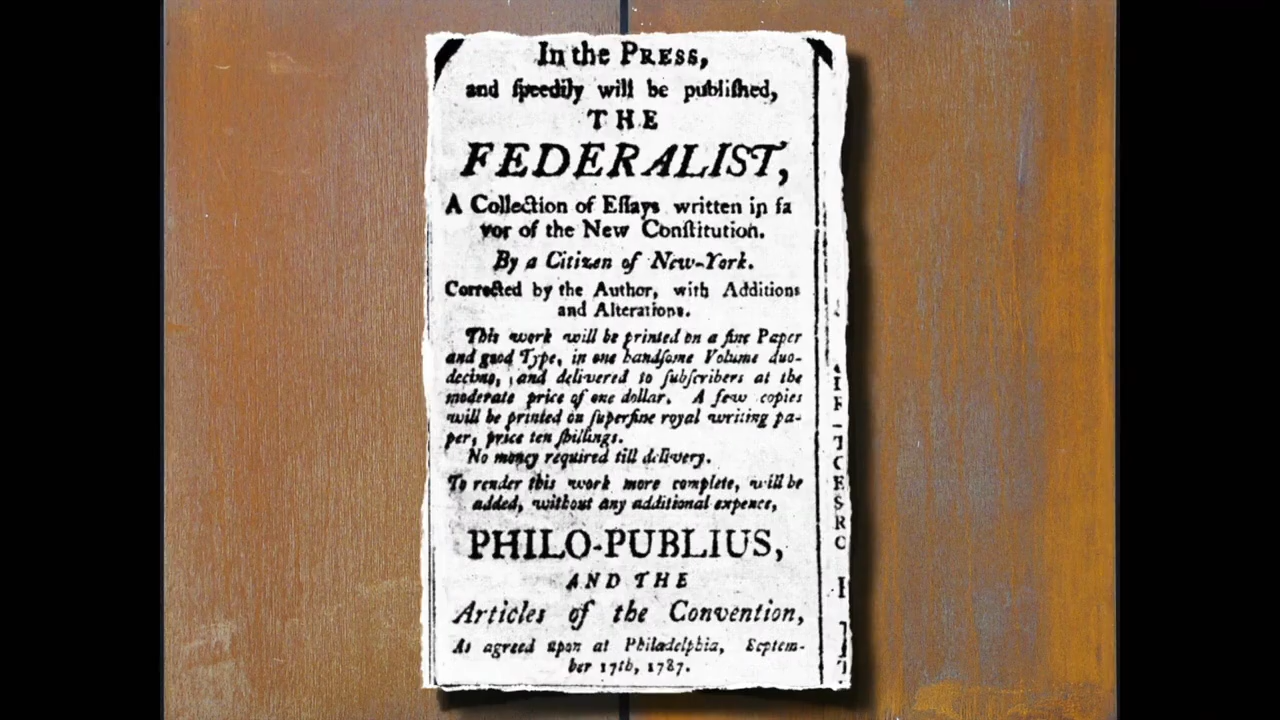 In the PRESS,
and ſpeedily will be publiſhed,
THE
FEDERALIST,
A Collection of Eſſays written in fa
vor of the New Conſtitution.
By a Citizen of New-York.
Corrected by the Author, with Additions
and Alterations.
This work will be printed on a fine Paper
and good Type, in one handſome Volume duo-
decimo, and delivered to ſubſcribers at the
moderate price of one dollar. A few copies
will be printed on ſuperfine royal writing pa-
per, price ten ſhillings.
No money required till delivery.
To render this work more complete, will be
added, without any additional expence,
PHILO-PUBLIUS,
AND THE
Articles of the Convention,
As agreed upon at Philadelphia, Septem-
ber 17th, 1787.